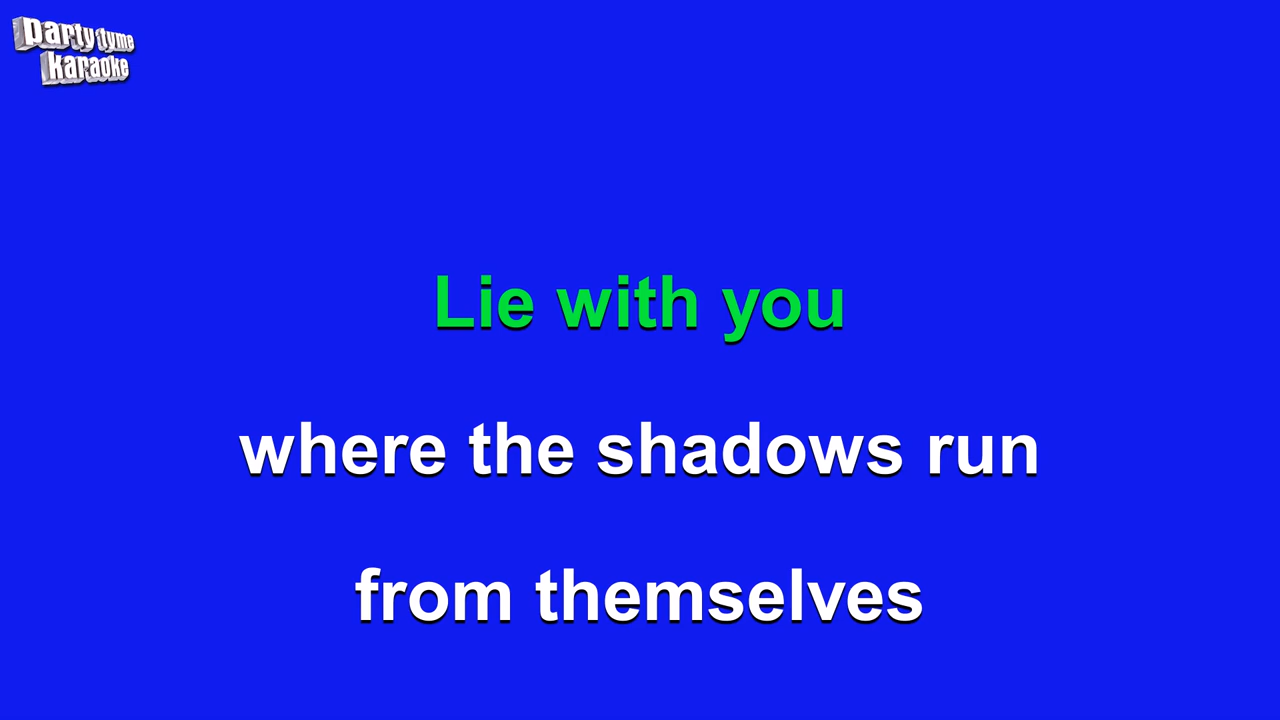 party tyme
karaoke
Lie with you
where the shadows run
from themselves